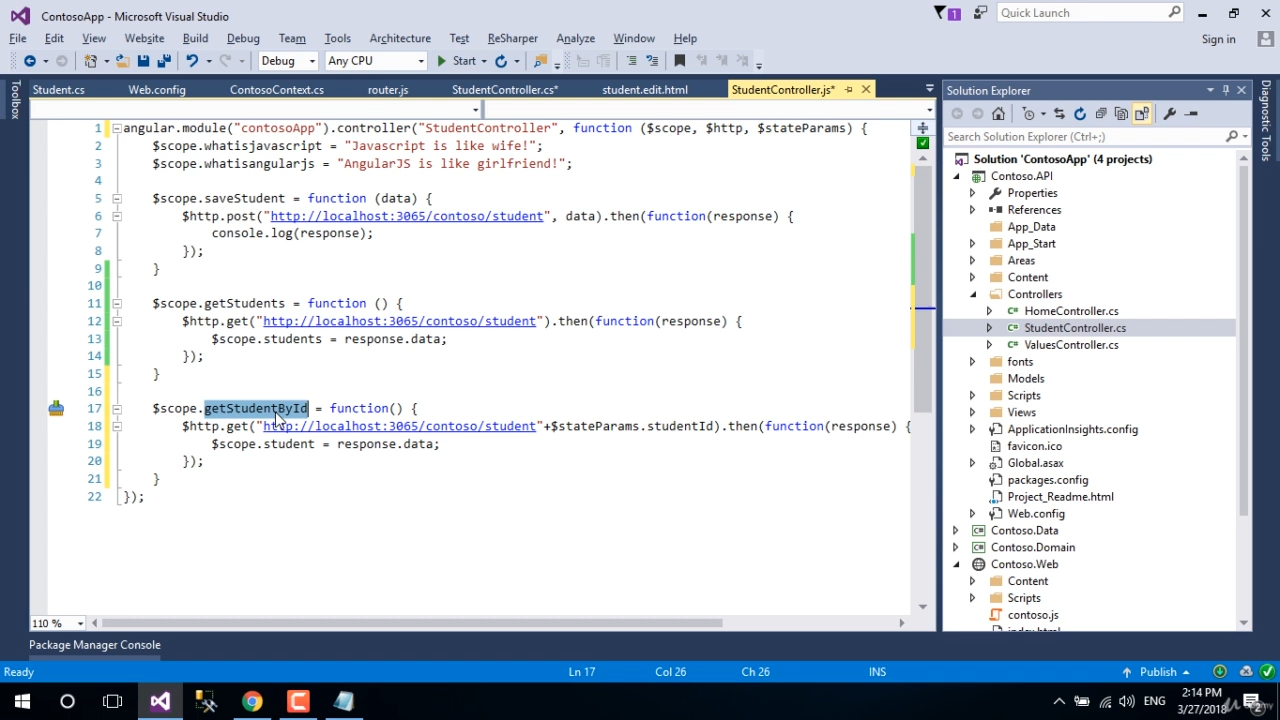 ContosoApp - Microsoft Visual Studio
1
Quick Launch
File Edit View Website Build Debug Team Tools Architecture Test ReSharper Analyze Window Help
Sign in
Debug Any CPU Start
Toolbox
Student.cs Web.config ContosoContext.cs router.js StudentController.cs* student.edit.html StudentController.js*
1 angular.module("contosoApp").controller("StudentController", function ($scope, $http, $stateParams) {
2 $scope.whatisjavascript = "Javascript is like wife!";
3 $scope.whatisangularjs = "AngularJS is like girlfriend!";
4
5 $scope.saveStudent = function (data) {
6 $http.post("http://localhost:3065/contoso/student", data).then(function(response) {
7 console.log(response);
8 });
9 }
10
11 $scope.getStudents = function () {
12 $http.get("http://localhost:3065/contoso/student").then(function(response) {
13 $scope.students = response.data;
14 });
15 }
16
17 $scope.getStudentById = function() {
18 $http.get("http://localhost:3065/contoso/student"+$stateParams.studentId).then(function(response) {
19 $scope.student = response.data;
20 });
21 }
22 });
110 %
Solution Explorer
Search Solution Explorer (Ctrl+;)
Solution 'ContosoApp' (4 projects)
Contoso.API
Properties
References
App_Data
App_Start
Areas
Content
Controllers
HomeController.cs
StudentController.cs
ValuesController.cs
fonts
Models
Scripts
Views
ApplicationInsights.config
favicon.ico
Global.asax
packages.config
Project_Readme.html
Web.config
Contoso.Data
Contoso.Domain
Contoso.Web
Content
Scripts
contoso.js
index.html
Diagnostic Tools
Package Manager Console
Ready Ln 17 Col 26 Ch 26 INS Publish
ENG
2:14 PM
3/27/2018
2